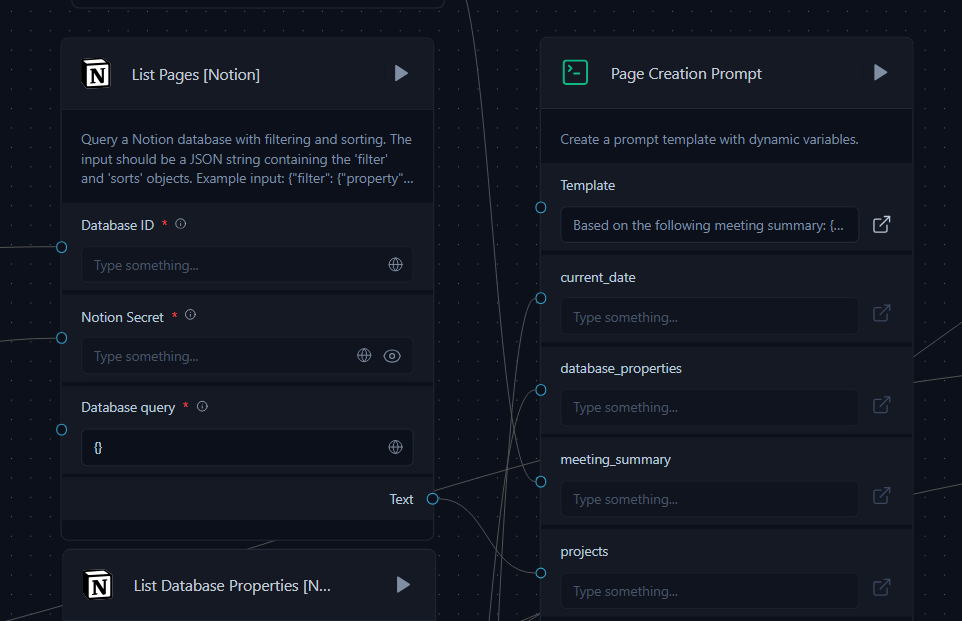 List Pages [Notion]
Query a Notion database with filtering and sorting. The
input should be a JSON string containing the 'filter'
and 'sorts' objects. Example input: {"filter": {"property"...
Database ID *
Type something...
Notion Secret *
Type something...
Database query *
{}
Text
List Database Properties [N...
Page Creation Prompt
Create a prompt template with dynamic variables.
Template
Based on the following meeting summary: {...
current_date
Type something...
database_properties
Type something...
meeting_summary
Type something...
projects
Type something...